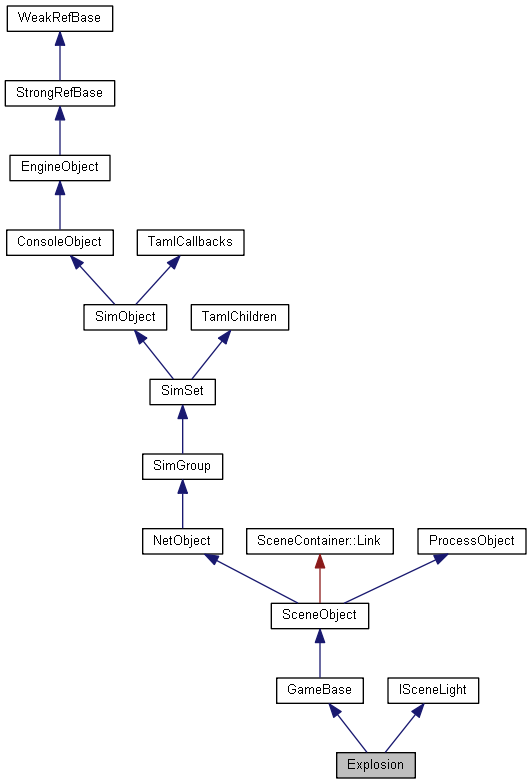 WeakRefBase
StrongRefBase
EngineObject
ConsoleObject
TamlCallbacks
SimObject
TamlChildren
SimSet
SimGroup
NetObject
SceneContainer::Link
ProcessObject
SceneObject
GameBase
ISceneLight
Explosion